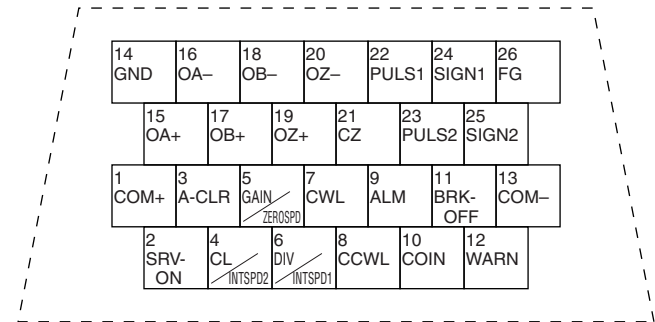 14 16 18 20 22 24 26
GND OA– OB– OZ– PULS1 SIGN1 FG
15 17 19 21 23 25
OA+ OB+ OZ+ CZ PULS2 SIGN2
1 3 5 7 9 11 13
COM+ A-CLR GAIN CWL ALM BRK- COM–
ZEROSPD OFF
2 4 6 8 10 12
SRV- CL DIV CCWL COIN WARN
ON INTSPD2 INTSPD1